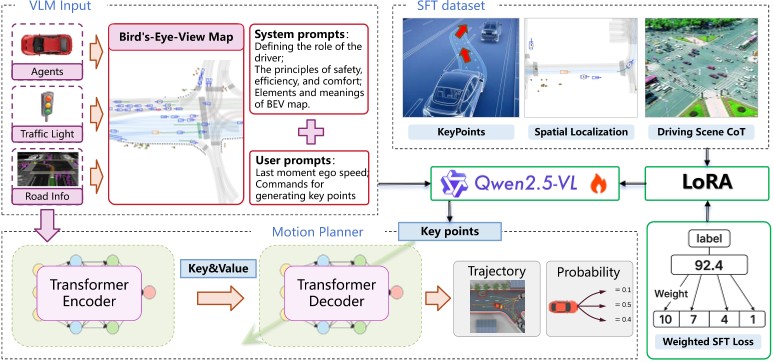 VLM Input
Agents
Traffic Light
Road Info
Bird's-Eye-View Map
System prompts:
Defining the role of the
driver;
The principles of safety,
efficiency, and comfort;
Elements and meanings
of BEV map.
User prompts:
Last moment ego speed;
Commands for
generating key points
SFT dataset
KeyPoints
Spatial Localization
Driving Scene CoT
Qwen2.5-VL
LoRA
Motion Planner
Key points
Transformer
Encoder
Key&Value
Transformer
Decoder
Trajectory
Probability
= 0.1
= 0.5
= 0.4
label
92.4
Weight
10 7 4 1
Weighted SFT Loss